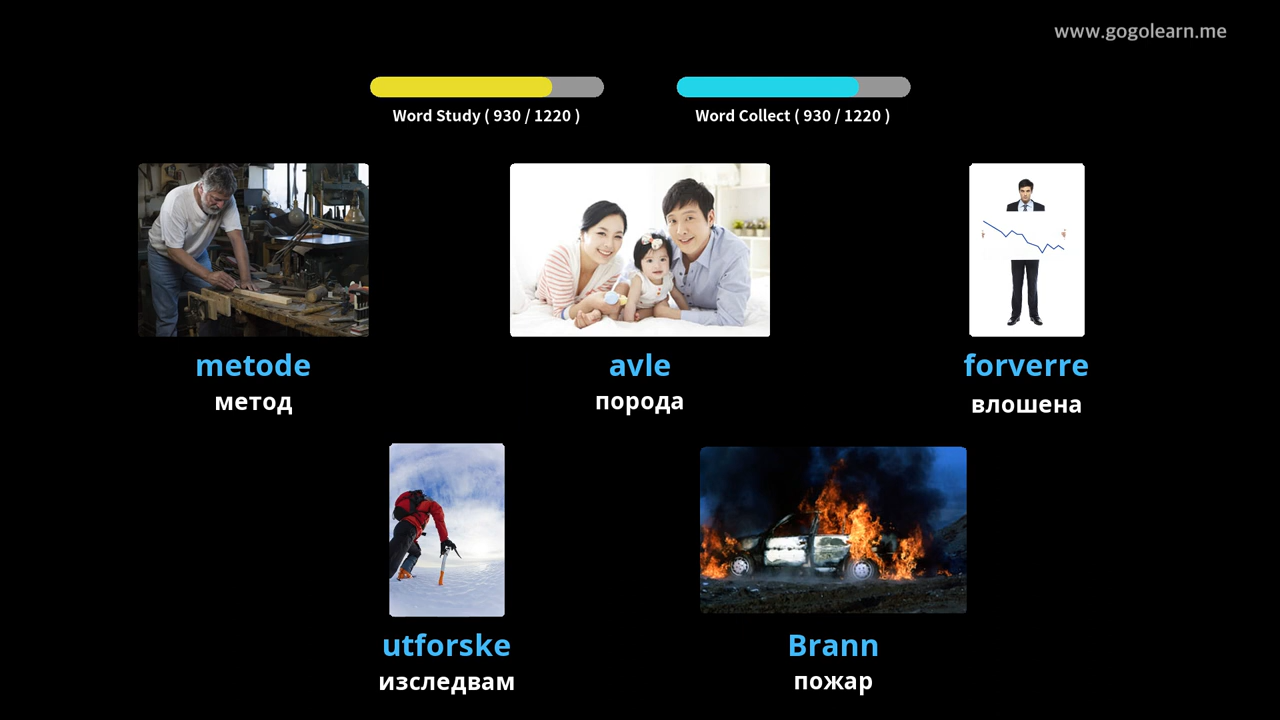 www.gogolearn.me
Word Study ( 930 / 1220 )
Word Collect ( 930 / 1220 )
metode
метод
avle
порода
forverre
влошена
utforske
изследвам
Brann
пожар